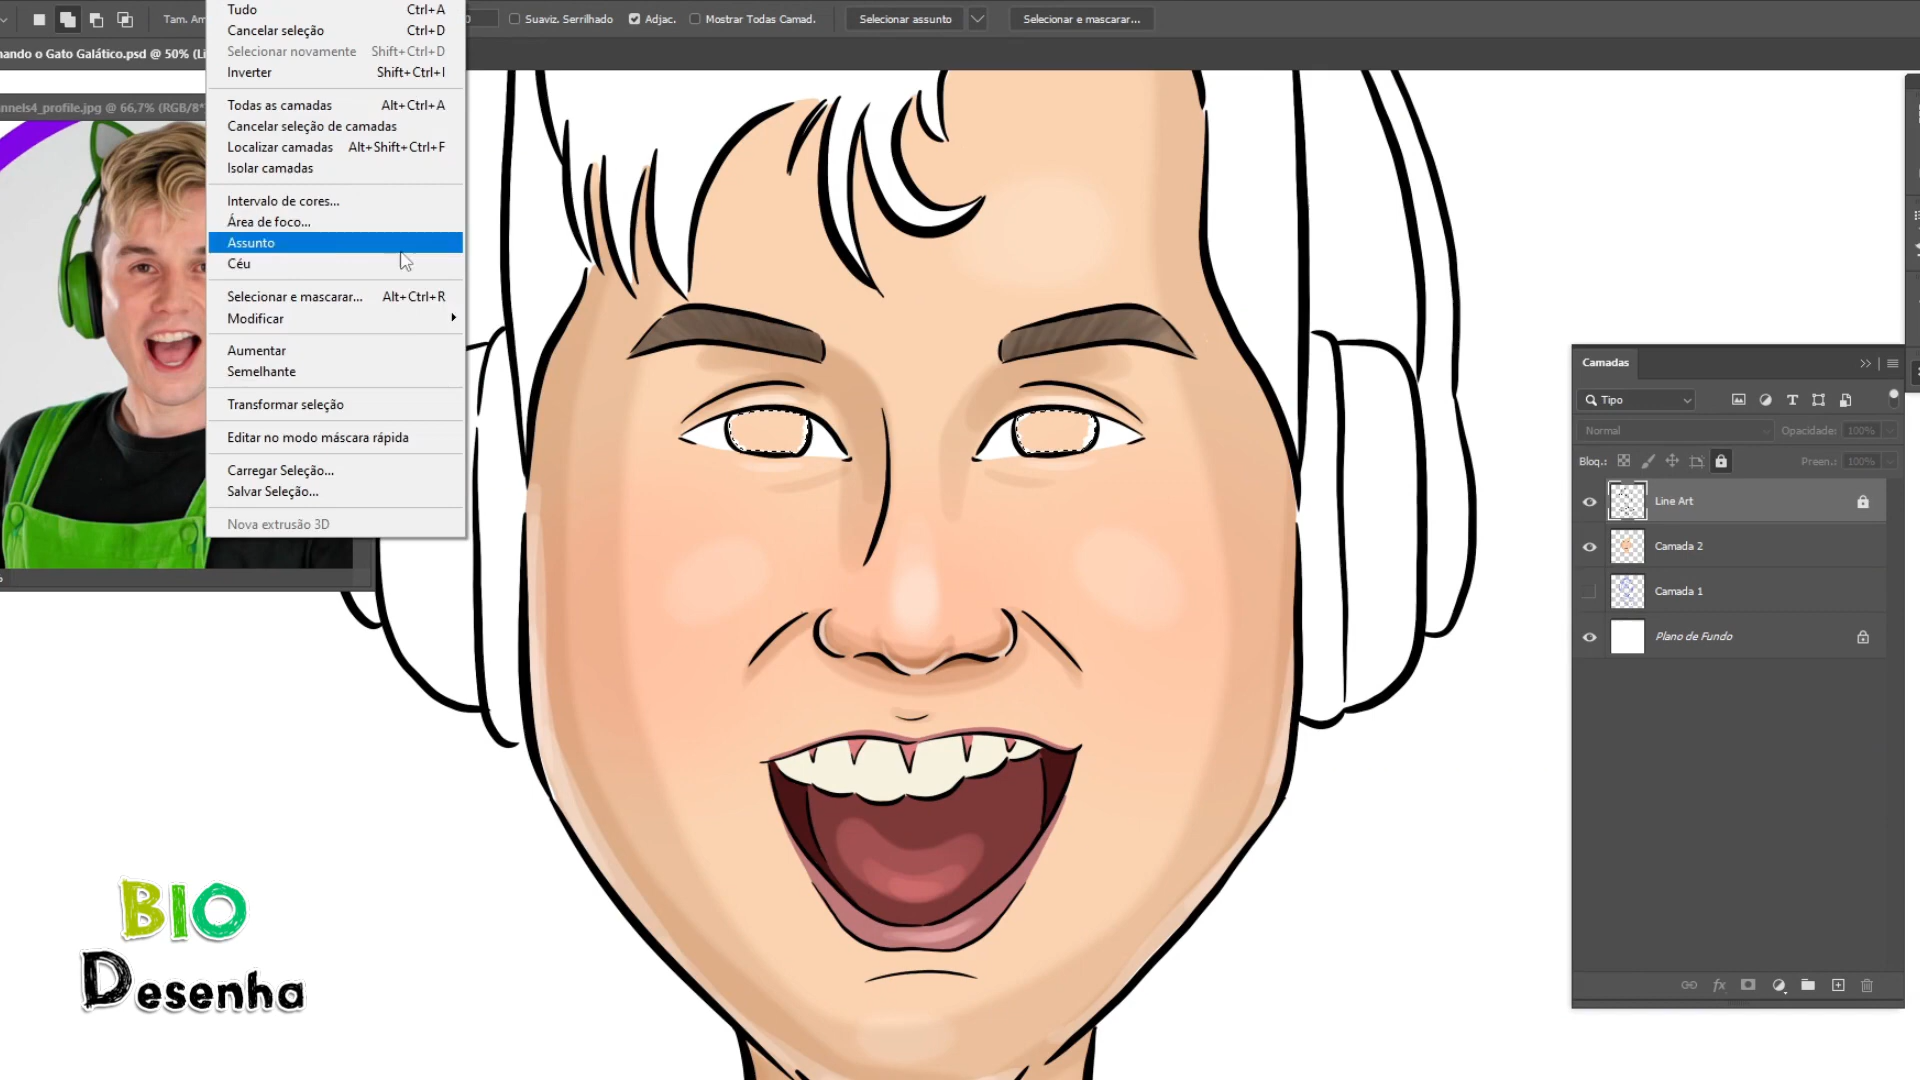 Tam. Am
Suaviz. Serrilhado
Adjac.
Mostrar Todas Camad.
Selecionar assunto
Selecionar e mascarar...
nando o Gato Galático.psd @ 50% (Li
nnels4_profile.jpg @ 66,7% (RGB/8*
Tudo Ctrl+A
Cancelar seleção Ctrl+D
Selecionar novamente Shift+Ctrl+D
Inverter Shift+Ctrl+I
Todas as camadas Alt+Ctrl+A
Cancelar seleção de camadas
Localizar camadas Alt+Shift+Ctrl+F
Isolar camadas
Intervalo de cores...
Área de foco...
Assunto
Céu
Selecionar e mascarar... Alt+Ctrl+R
Modificar
Aumentar
Semelhante
Transformar seleção
Editar no modo máscara rápida
Carregar Seleção...
Salvar Seleção...
Nova extrusão 3D
Camadas
Tipo
Normal Opacidade: 100%
Bloq.: Preen.: 100%
Line Art
Camada 2
Camada 1
Plano de Fundo
fx
BIO
Desenha